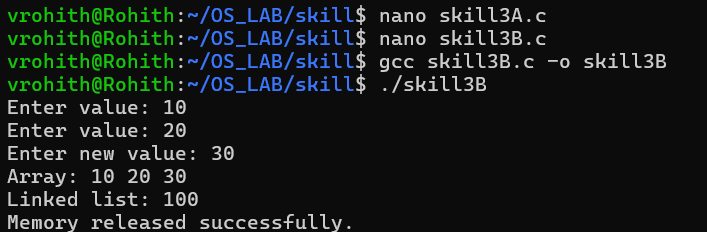 vrohith@Rohith:~/OS_LAB/skill$ nano skill3A.c
vrohith@Rohith:~/OS_LAB/skill$ nano skill3B.c
vrohith@Rohith:~/OS_LAB/skill$ gcc skill3B.c -o skill3B
vrohith@Rohith:~/OS_LAB/skill$ ./skill3B
Enter value: 10
Enter value: 20
Enter new value: 30
Array: 10 20 30
Linked list: 100
Memory released successfully.